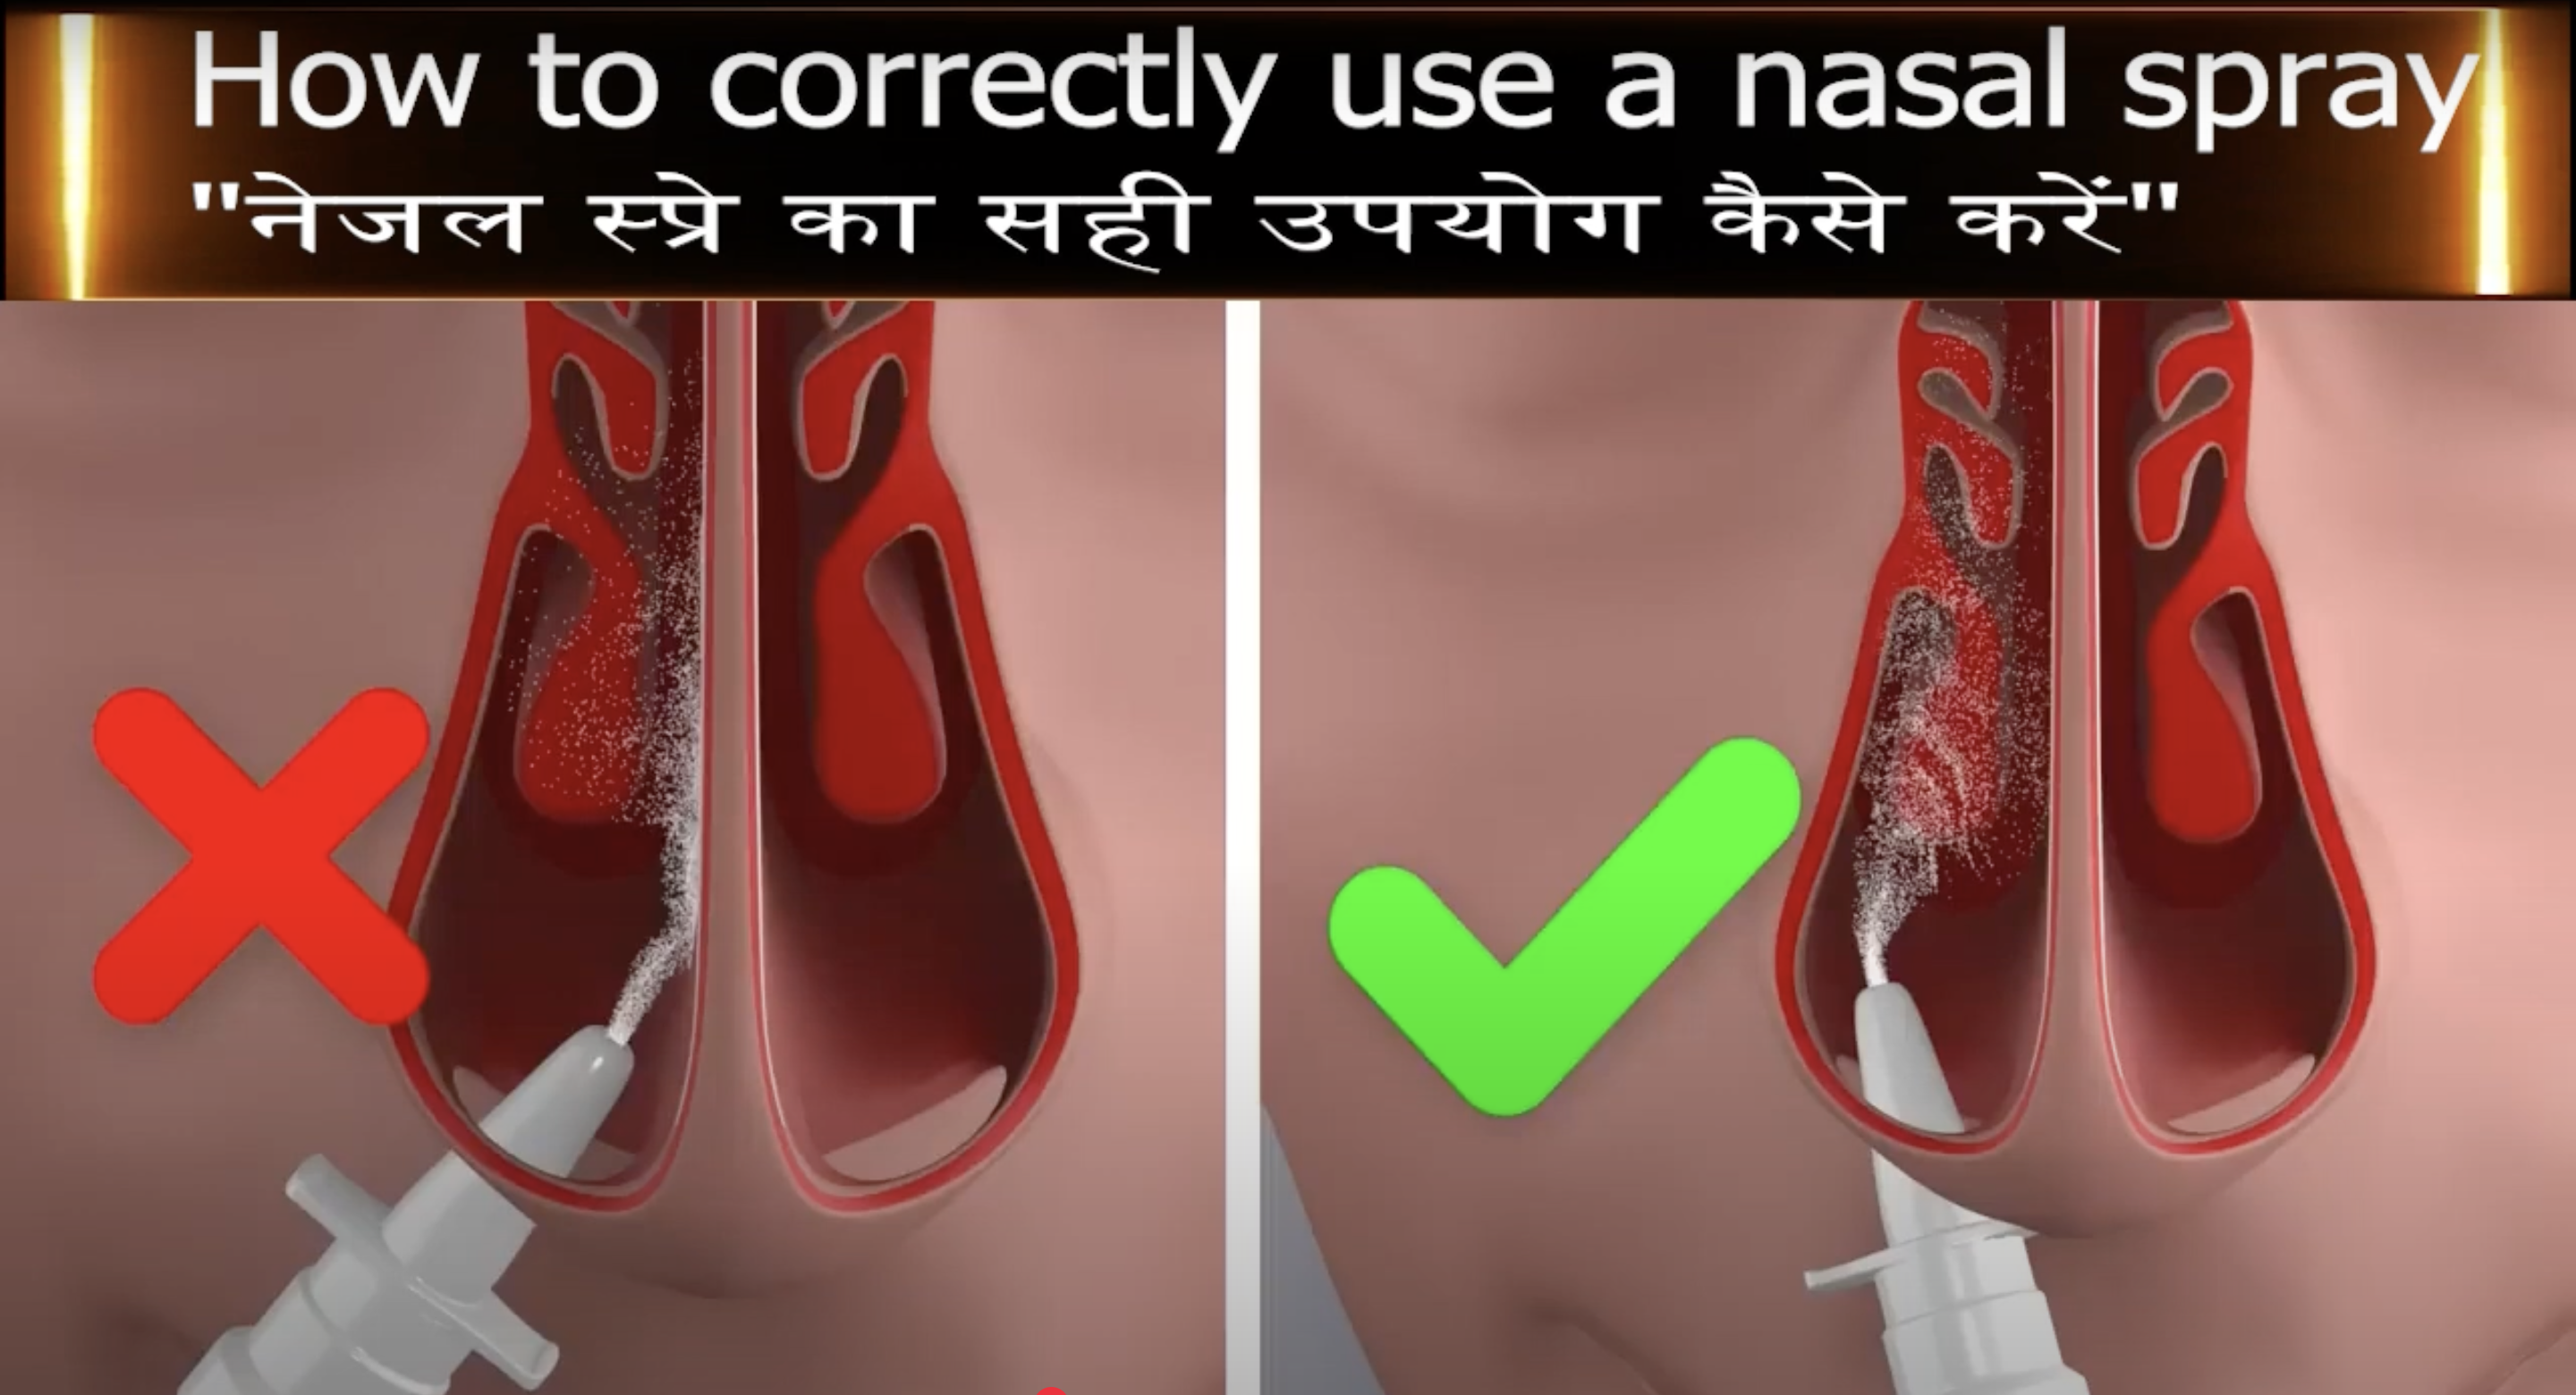 How to correctly use a nasal spray
"नेजल स्प्रे का सही उपयोग कैसे करें"